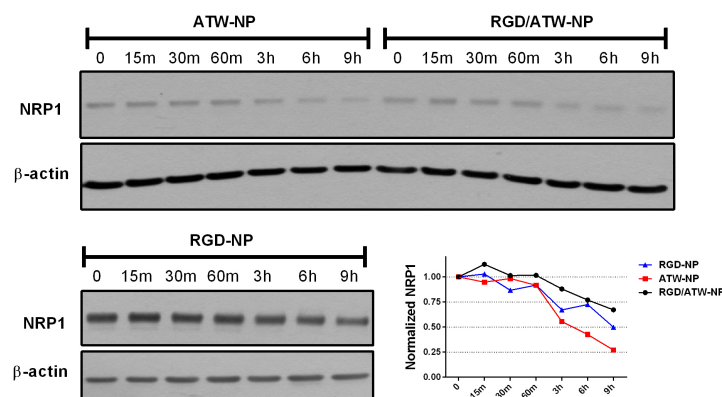 ATW-NP RGD/ATW-NP
0 15m 30m 60m 3h 6h 9h 0 15m 30m 60m 3h 6h 9h
NRP1
β-actin
RGD-NP
0 15m 30m 60m 3h 6h 9h
NRP1
β-actin
Normalized NRP1
1.00
0.75
0.50
0.25
0.00
0 15m 30m 60m 3h 6h 9h
RGD-NP
ATW-NP
RGD/ATW-NP